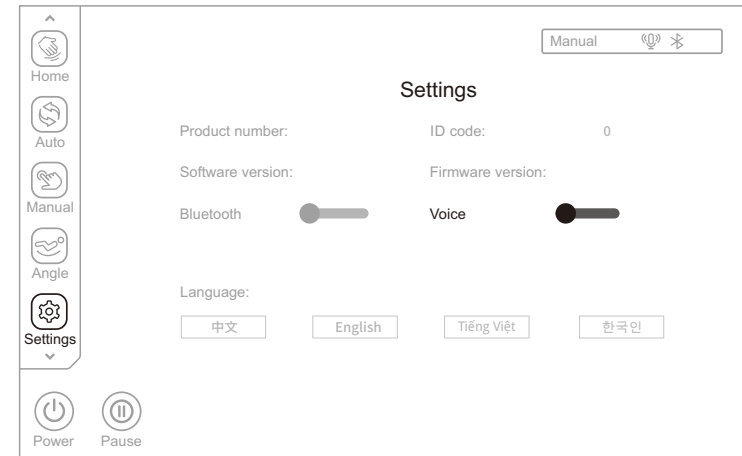 Home
Auto
Manual
Angle
Settings
Power
Pause
Manual
Settings
Product number:
ID code: 0
Software version:
Firmware version:
Bluetooth
Voice
Language:
中文
English
Tiếng Việt
한국인